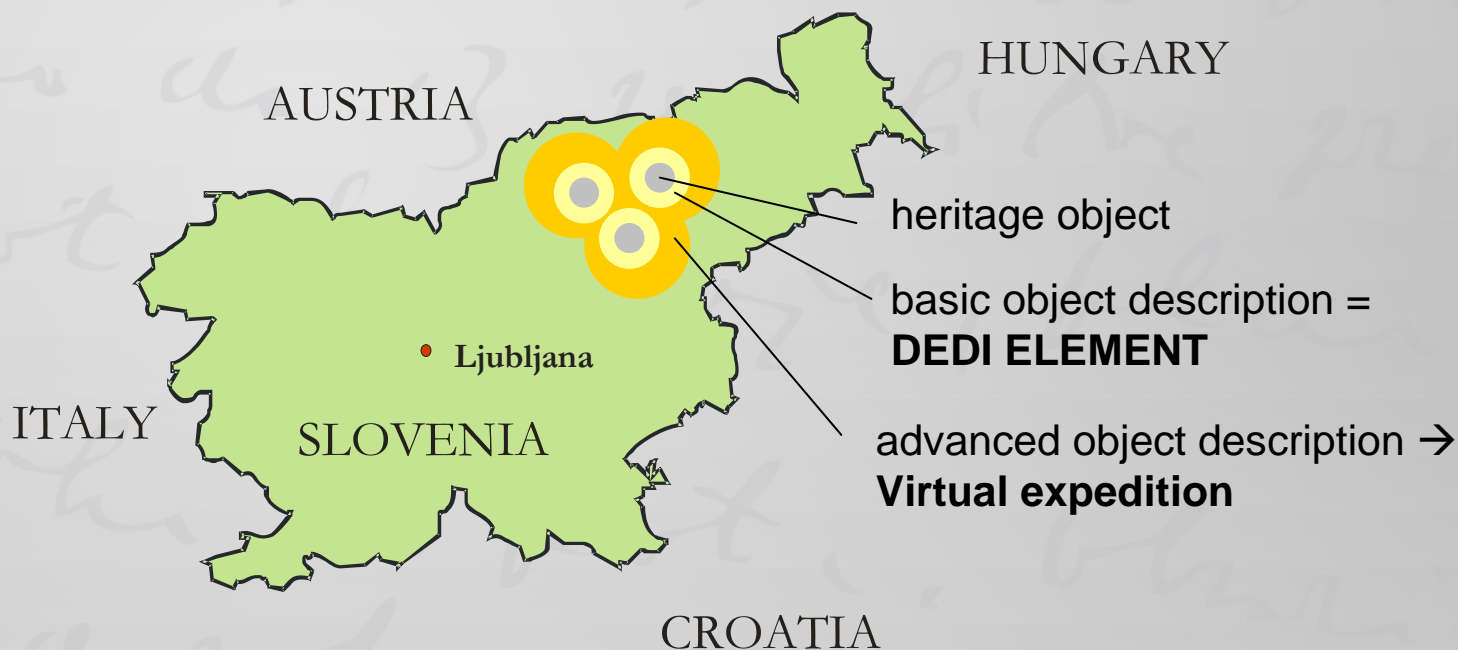 HUNGARY
AUSTRIA
heritage object
basic object description =
DEDI ELEMENT
Ljubljana
ITALY
SLOVENIA
advanced object description →
Virtual expedition
CROATIA